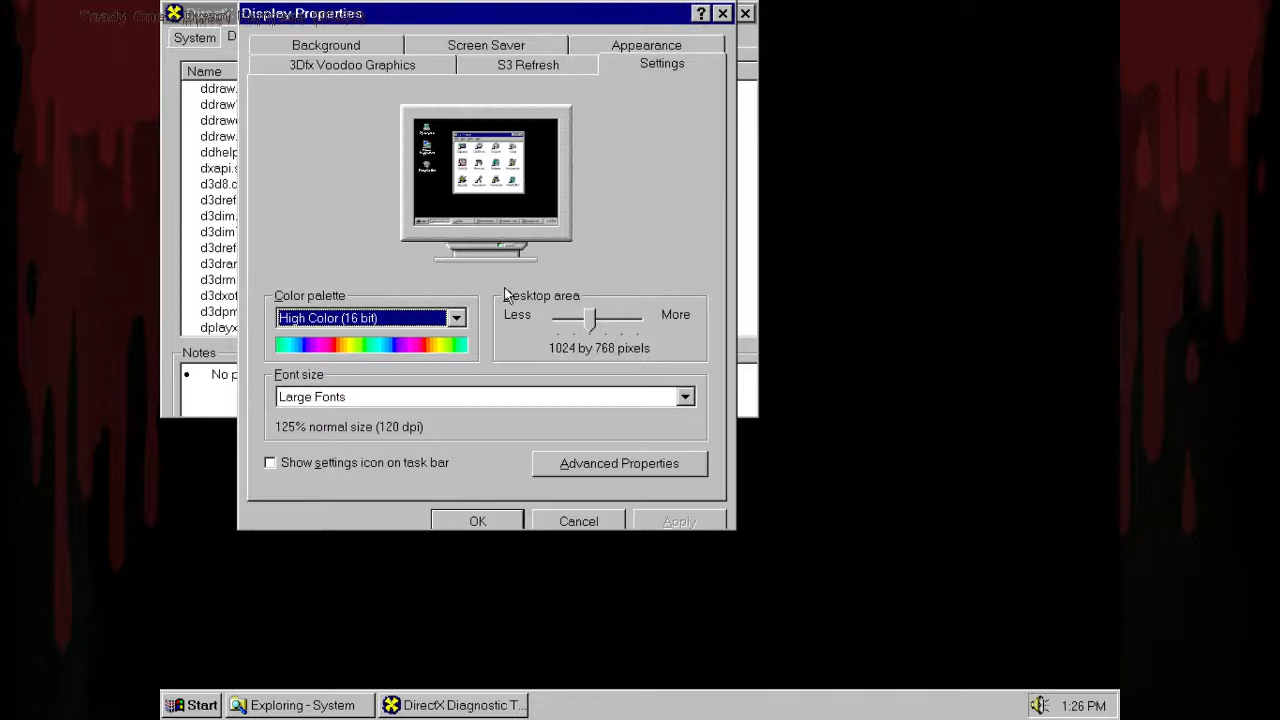 Display Properties
System
Background
Screen Saver
Appearance
3Dfx Voodoo Graphics
S3 Refresh
Settings
Name
ddraw.
ddraw
ddraw
ddraw.
ddhelp
dxapi.s
d3d8.c
d3dref
d3dim.
d3dim
d3dref
d3drar
d3drm
d3dxof
d3dpm
dplayx
Color palette
High Color (16 bit)
Desktop area
Less
More
1024 by 768 pixels
Notes
No p
Font size
Large Fonts
125% normal size (120 dpi)
Show settings icon on task bar
Advanced Properties
OK
Cancel
Apply
Start
Exploring - System
DirectX Diagnostic T...
1:26 PM